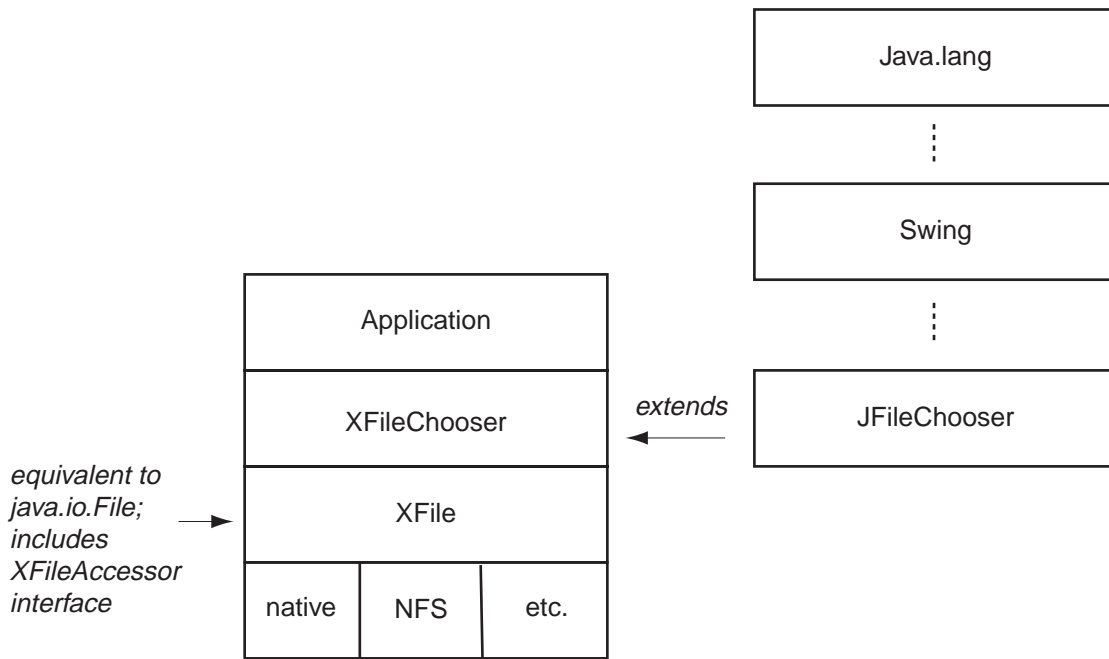 Java.lang
Swing
Application
XFileChooser
extends
JFileChooser
equivalent to
java.io.File;
includes
XFileAccessor
interface
XFile
native
NFS
etc.